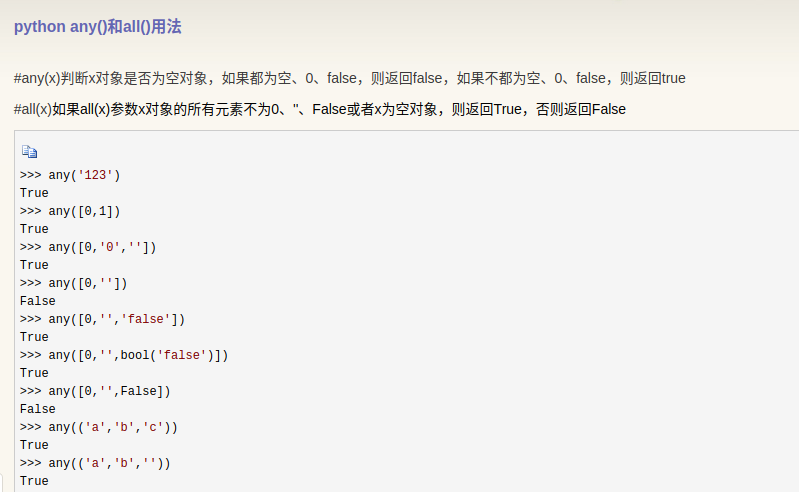 python any()和all()用法
#any(x)判断x对象是否为空对象，如果都为空、0、false，则返回false，如果不都为空、0、false，则返回true
#all(x)如果all(x)参数x对象的所有元素不为0、''、False或者x为空对象，则返回True，否则返回False
>>> any('123')
True
>>> any([0,1])
True
>>> any([0,'0',''])
True
>>> any([0,''])
False
>>> any([0,'','false'])
True
>>> any([0,'',bool('false')])
True
>>> any([0,'',False])
False
>>> any(('a','b','c'))
True
>>> any(('a','b',''))
True